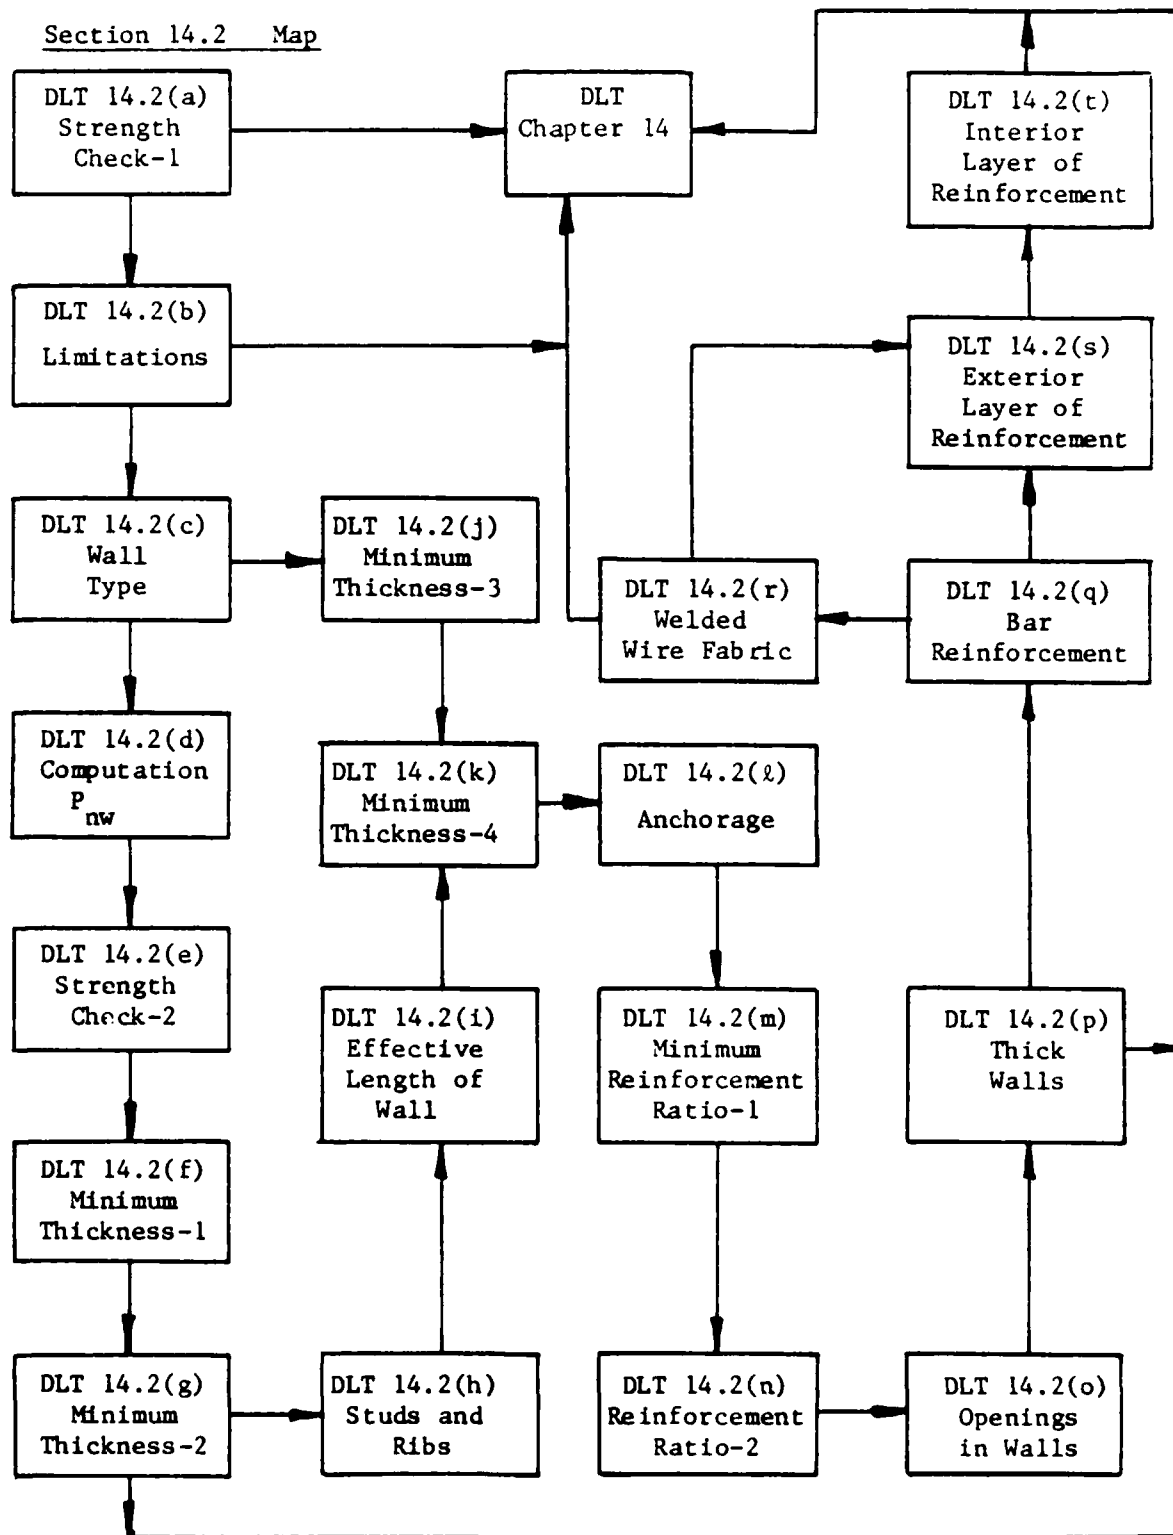 Section 14.2 Map
DLT 14.2(a)
Strength
Check-1
DLT
Chapter 14
DLT 14.2(t)
Interior
Layer of
Reinforcement
DLT 14.2(b)
Limitations
DLT 14.2(s)
Exterior
Layer of
Reinforcement
DLT 14.2(c)
Wall
Type
DLT 14.2(j)
Minimum
Thickness-3
DLT 14.2(r)
Welded
Wire Fabric
DLT 14.2(q)
Bar
Reinforcement
DLT 14.2(d)
Computation
P
nw
DLT 14.2(k)
Minimum
Thickness-4
DLT 14.2(ℓ)
Anchorage
DLT 14.2(e)
Strength
Check-2
DLT 14.2(i)
Effective
Length of
Wall
DLT 14.2(m)
Minimum
Reinforcement
Ratio-1
DLT 14.2(p)
Thick
Walls
DLT 14.2(f)
Minimum
Thickness-1
DLT 14.2(g)
Minimum
Thickness-2
DLT 14.2(h)
Studs and
Ribs
DLT 14.2(n)
Reinforcement
Ratio-2
DLT 14.2(o)
Openings
in Walls